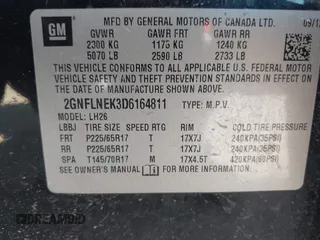 GM
MFD BY GENERAL MOTORS OF CANADA LTD. 09/1
GVWR GAWR FRT GAWR RR
2300 KG 1175 KG 1240 KG
5070 LB 2590 LB 2733 LB
THIS VEHICLE CONFORMS TO ALL APPLICABLE U.S. FEDERAL MOTOR
VEHICLE SAFETY, BUMPER, AND THEFT PREVENTION STANDARDS IN EFFECT ON
THE DATE OF MANUFACTURE SHOWN ABOVE.
2GNFLNEK3D6164811 TYPE: M.P.V.
MODEL: LH26
LBBJ TIRE SIZE SPEED RTG RIM COLD TIRE PRESSURE
FRT P225/65R17 T 17X7J 240KPA(35PSI)
RR P225/65R17 T 17X7J 240KPA(35PSI)
SPA T145/70R17 M 17X4.5T 420KPA(60PSI)
SEE OWNER'S MANUAL FOR ADDITIONAL INFORMATION.